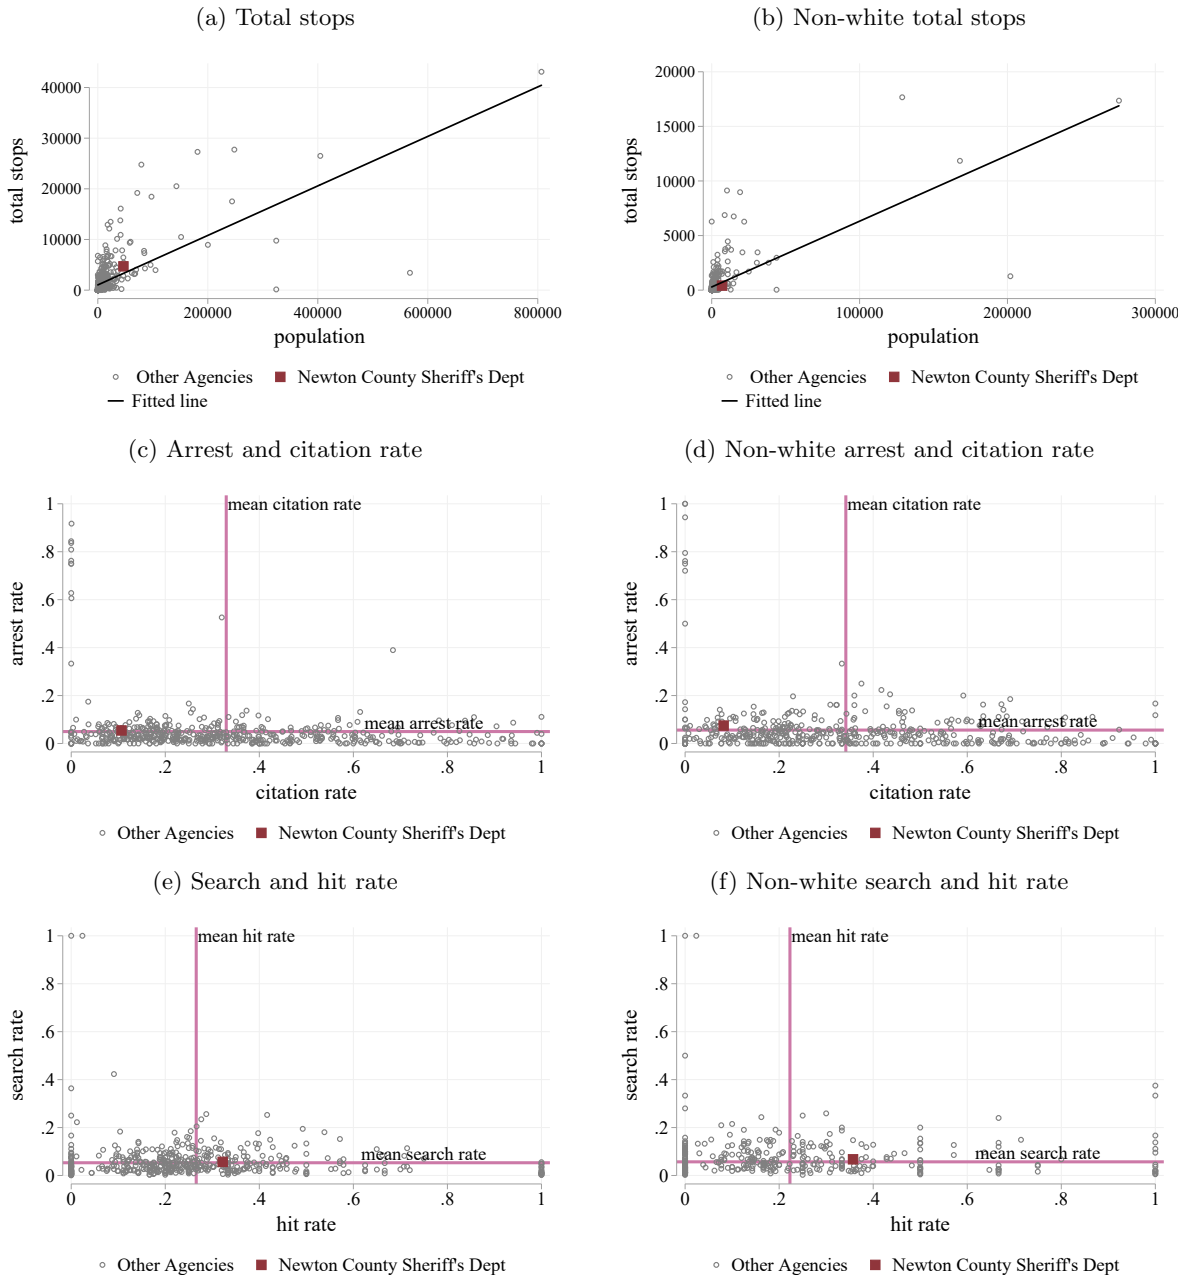 (a) Total stops
(b) Non-white total stops
total stops
40000
30000
20000
10000
0
0
200000
400000
600000
800000
population
Other Agencies
Newton County Sheriff's Dept
Fitted line
total stops
20000
15000
10000
5000
0
0
100000
200000
300000
population
Other Agencies
Newton County Sheriff's Dept
Fitted line
(c) Arrest and citation rate
(d) Non-white arrest and citation rate
arrest rate
1
.8
.6
.4
.2
0
mean citation rate
mean arrest rate
0
.2
.4
.6
.8
1
citation rate
Other Agencies
Newton County Sheriff's Dept
arrest rate
1
.8
.6
.4
.2
0
mean citation rate
mean arrest rate
0
.2
.4
.6
.8
1
citation rate
Other Agencies
Newton County Sheriff's Dept
(e) Search and hit rate
(f) Non-white search and hit rate
search rate
1
.8
.6
.4
.2
0
mean hit rate
mean search rate
0
.2
.4
.6
.8
1
hit rate
Other Agencies
Newton County Sheriff's Dept
search rate
1
.8
.6
.4
.2
0
mean hit rate
mean search rate
0
.2
.4
.6
.8
1
hit rate
Other Agencies
Newton County Sheriff's Dept